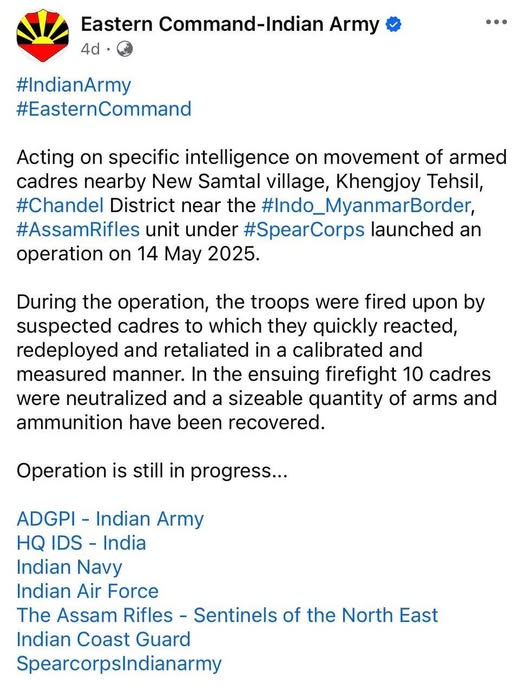 Eastern Command-Indian Army
4d ·
#IndianArmy
#EasternCommand
Acting on specific intelligence on movement of armed
cadres nearby New Samtal village, Khengjoy Tehsil,
#Chandel District near the #Indo_MyanmarBorder,
#AssamRifles unit under #SpearCorps launched an
operation on 14 May 2025.
During the operation, the troops were fired upon by
suspected cadres to which they quickly reacted,
redeployed and retaliated in a calibrated and
measured manner. In the ensuing firefight 10 cadres
were neutralized and a sizeable quantity of arms and
ammunition have been recovered.
Operation is still in progress...
ADGPI - Indian Army
HQ IDS - India
Indian Navy
Indian Air Force
The Assam Rifles - Sentinels of the North East
Indian Coast Guard
SpearcorpsIndianarmy